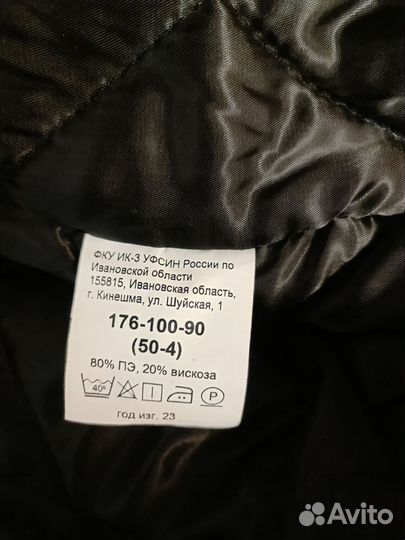 ФКУ ИК-3 УФСИН России по
Ивановской области
155815, Ивановская область,
г. Кинешма, ул. Шуйская, 1
176-100-90
(50-4)
80% ПЭ, 20% вискоза
40° P
год изг. 23
Avito